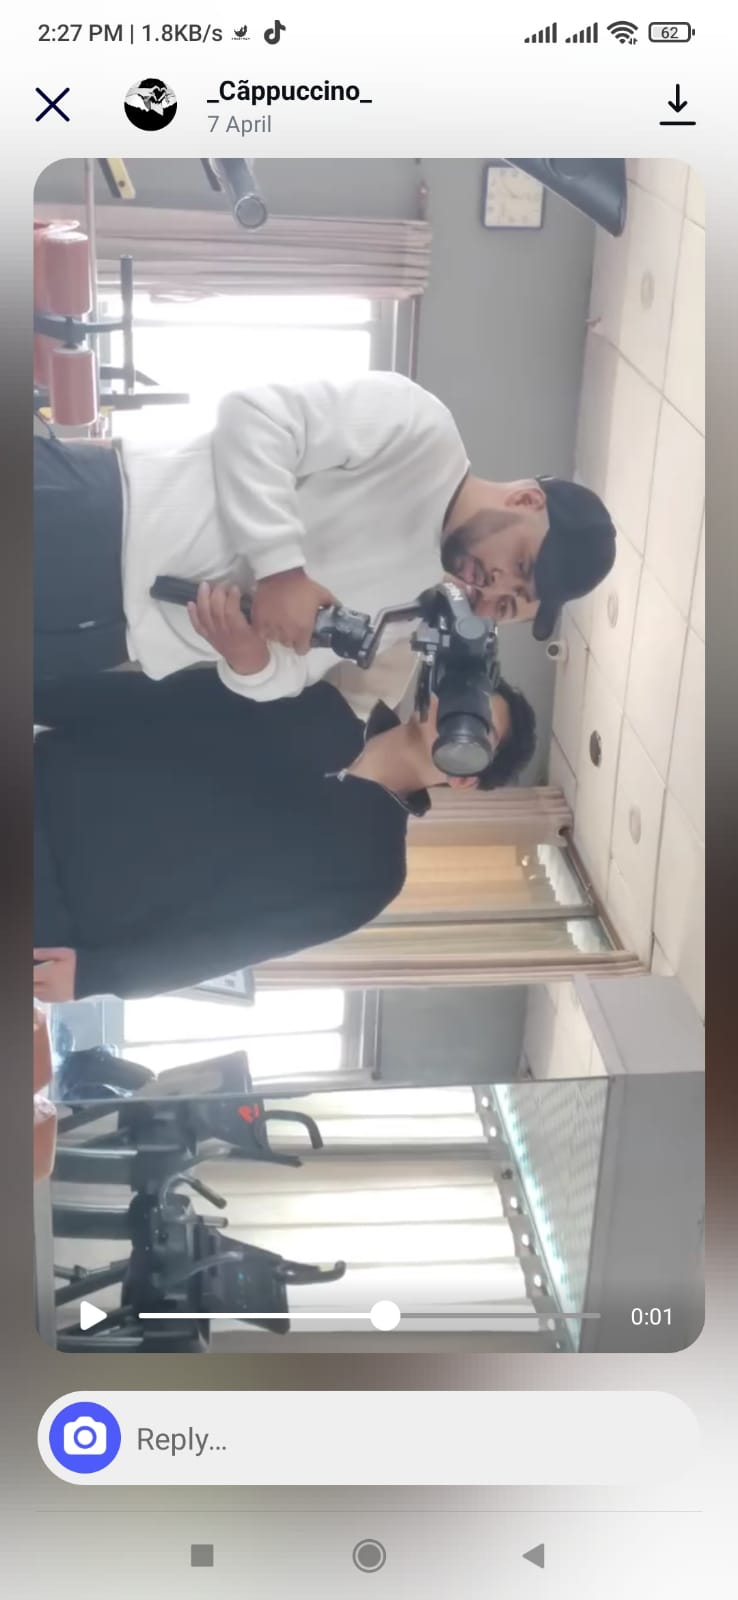 2:27 PM | 1.8KB/s
62
_Cãppuccino_
7 April
0:01
Reply...